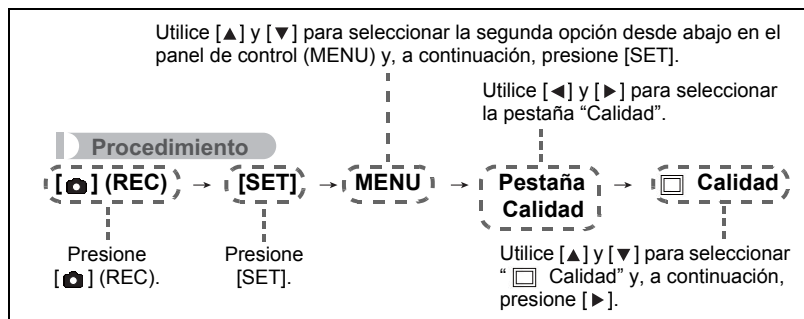 Utilice [▲] y [▼] para seleccionar la segunda opción desde abajo en el
panel de control (MENU) y, a continuación, presione [SET].
Utilice [◄] y [►] para seleccionar
la pestaña “Calidad”.
Procedimiento
[📷] (REC) → [SET] → MENU → Pestaña Calidad → □ Calidad
Presione
[📷] (REC).
Presione
[SET].
Utilice [▲] y [▼] para seleccionar
“ □ Calidad” y, a continuación,
presione [►].